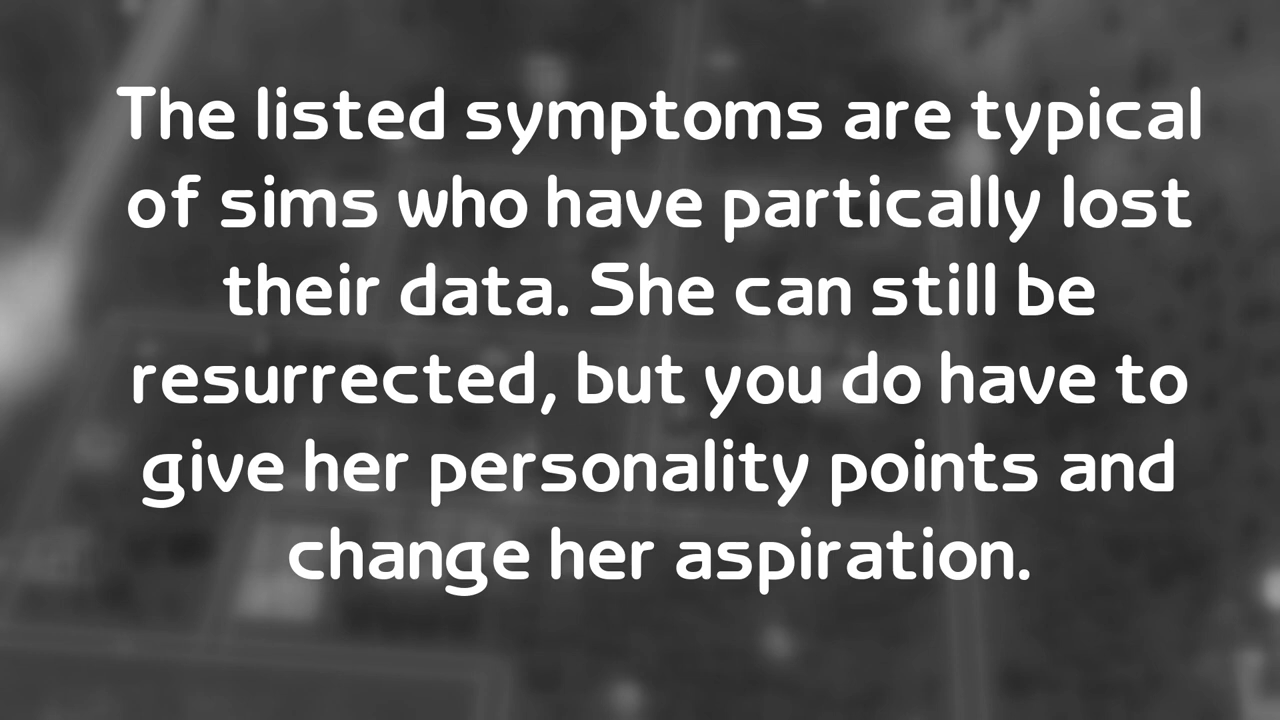 The listed symptoms are typical
of sims who have partically lost
their data. She can still be
resurrected, but you do have to
give her personality points and
change her aspiration.